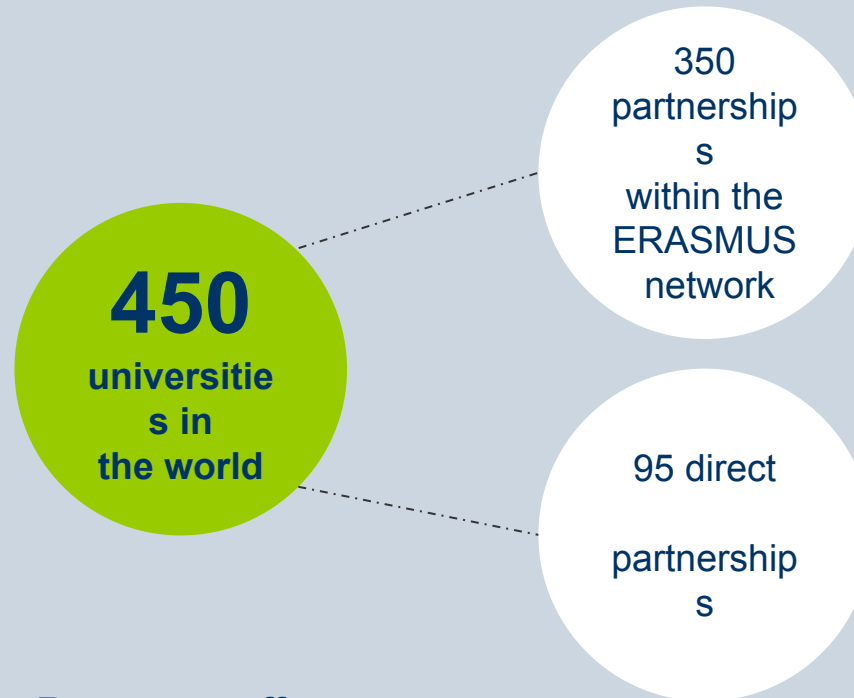 350
partnership
s
within the
ERASMUS
network
450
universitie
s in
the world
95 direct
partnership
s